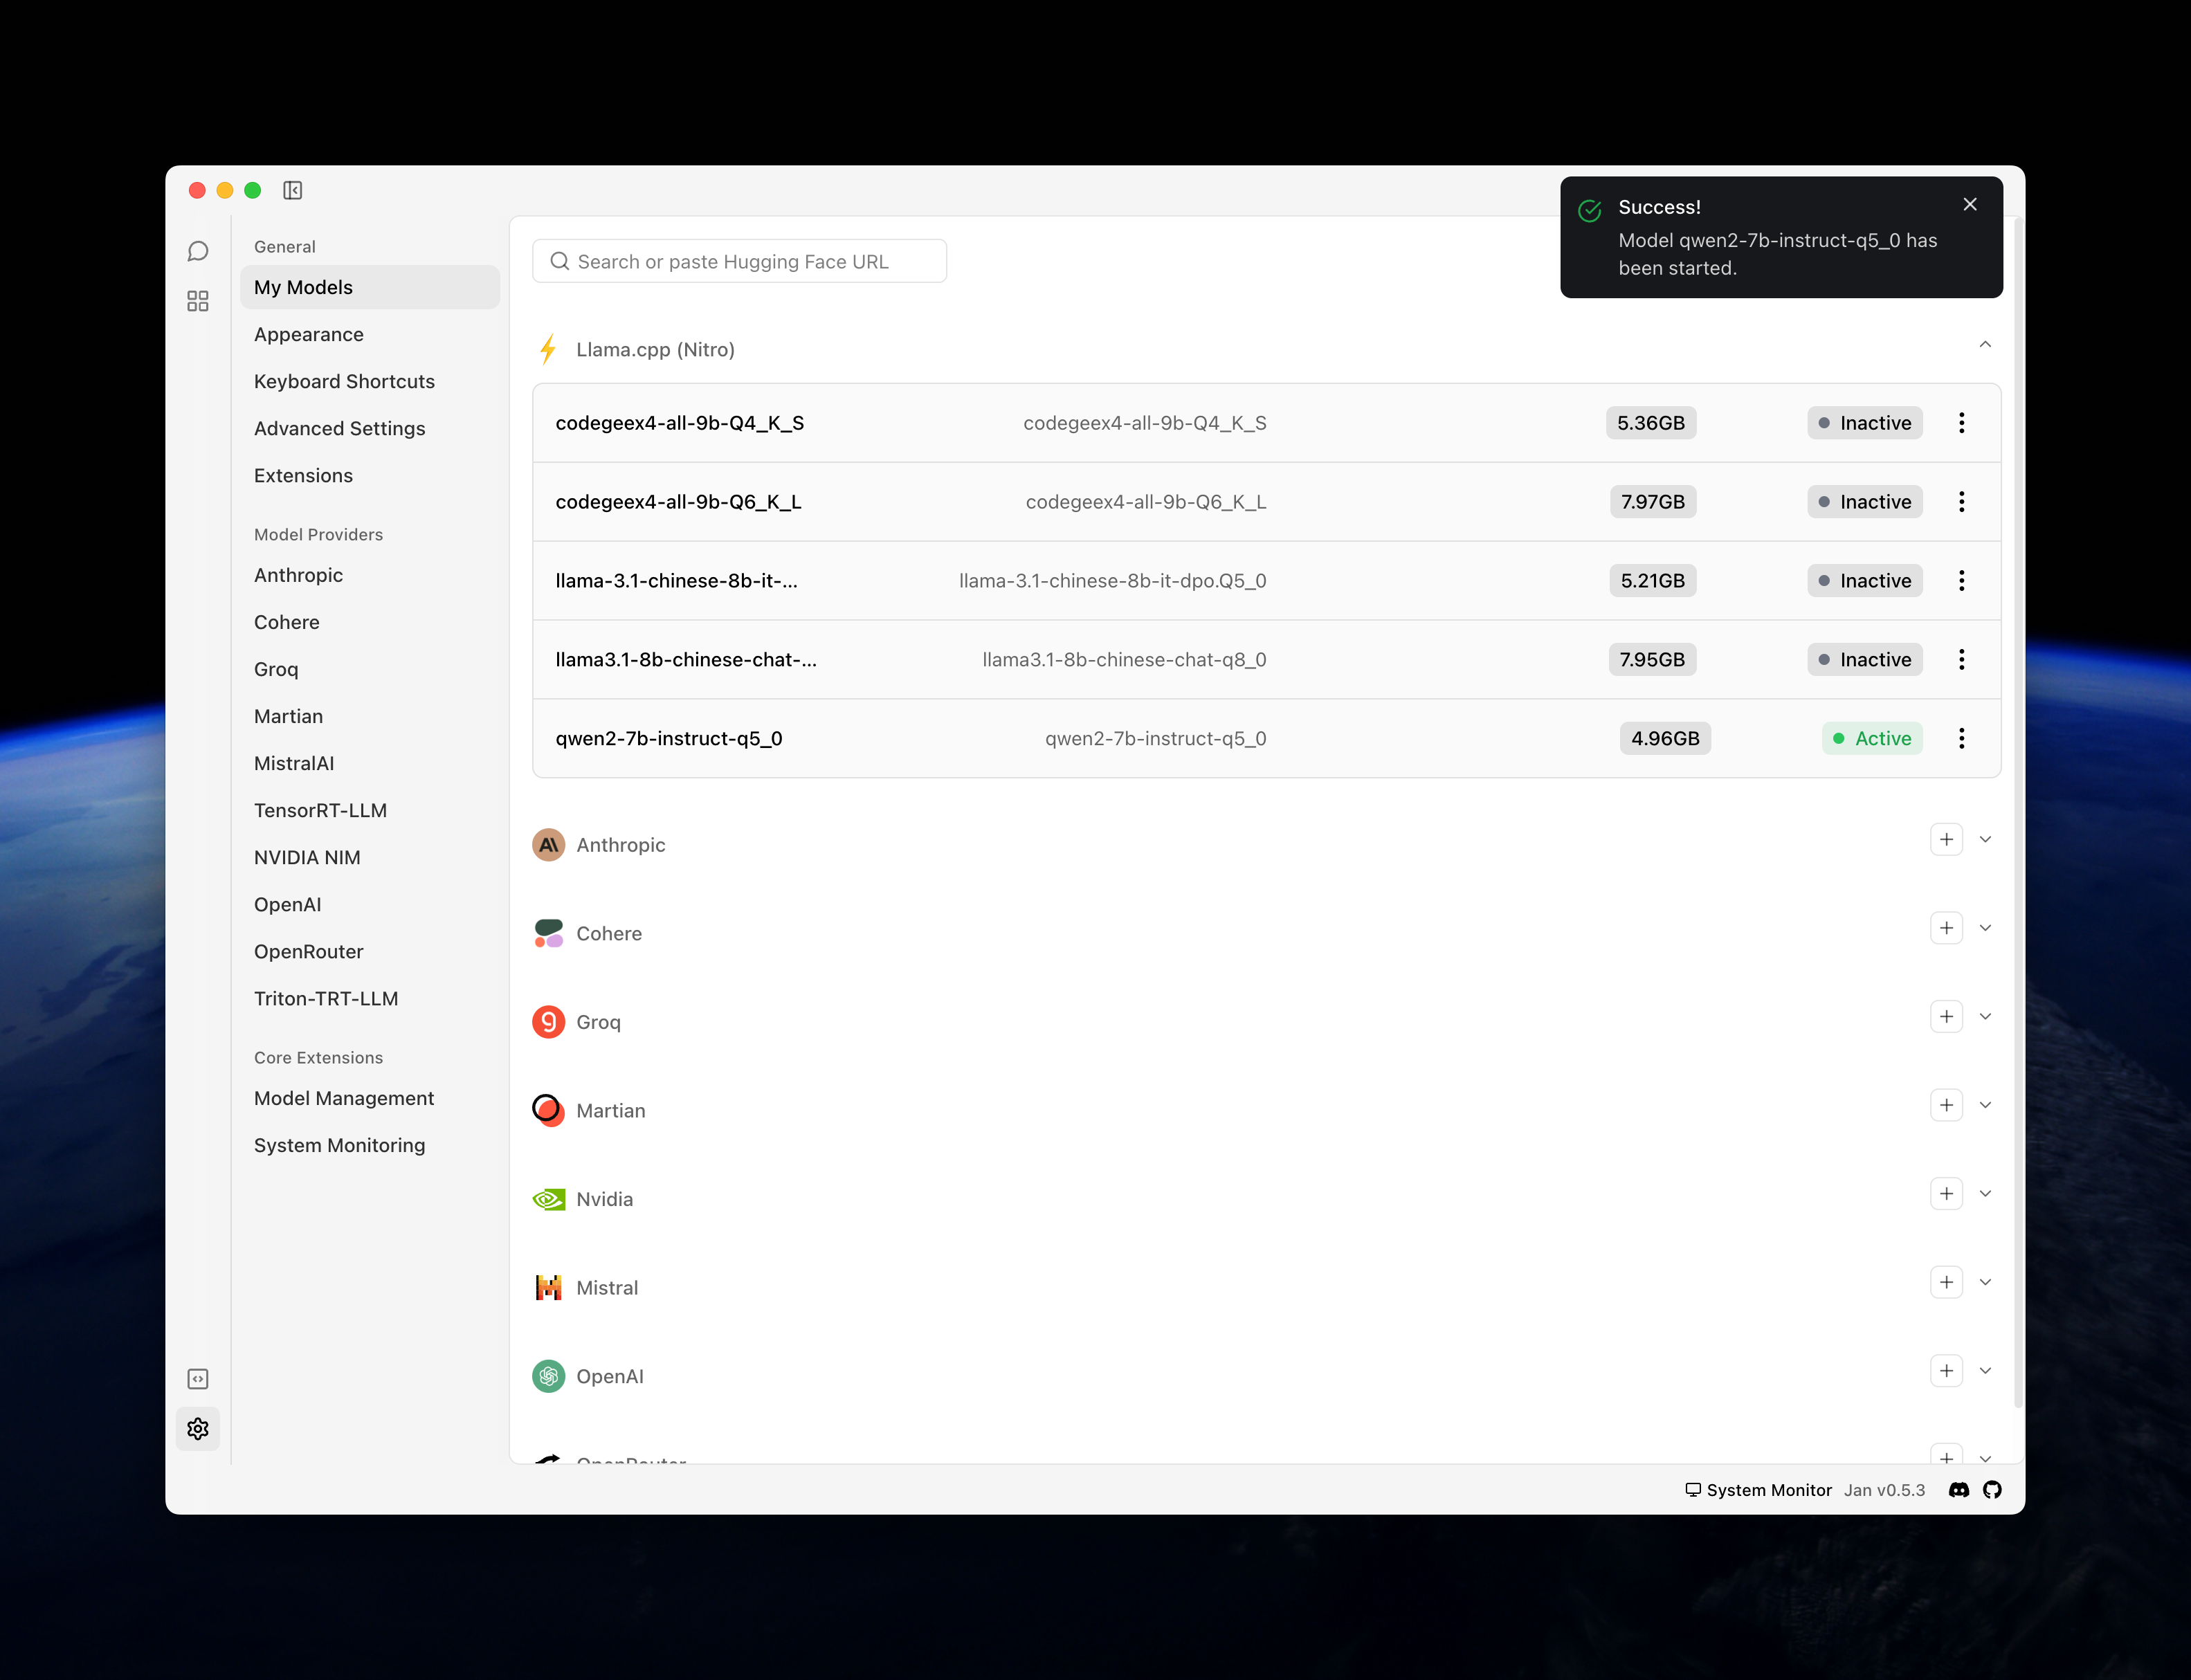 Success!
Model qwen2-7b-instruct-q5_0 has
been started.
General
My Models
Appearance
Keyboard Shortcuts
Advanced Settings
Extensions
Model Providers
Anthropic
Cohere
Groq
Martian
MistralAI
TensorRT-LLM
NVIDIA NIM
OpenAI
OpenRouter
Triton-TRT-LLM
Core Extensions
Model Management
System Monitoring
Search or paste Hugging Face URL
Llama.cpp (Nitro)
codegeex4-all-9b-Q4_K_S codegeex4-all-9b-Q4_K_S 5.36GB Inactive
codegeex4-all-9b-Q6_K_L codegeex4-all-9b-Q6_K_L 7.97GB Inactive
llama-3.1-chinese-8b-it-... llama-3.1-chinese-8b-it-dpo.Q5_0 5.21GB Inactive
llama3.1-8b-chinese-chat-... llama3.1-8b-chinese-chat-q8_0 7.95GB Inactive
qwen2-7b-instruct-q5_0 qwen2-7b-instruct-q5_0 4.96GB Active
Anthropic
Cohere
Groq
Martian
Nvidia
Mistral
OpenAI
OpenRouter
System Monitor Jan v0.5.3